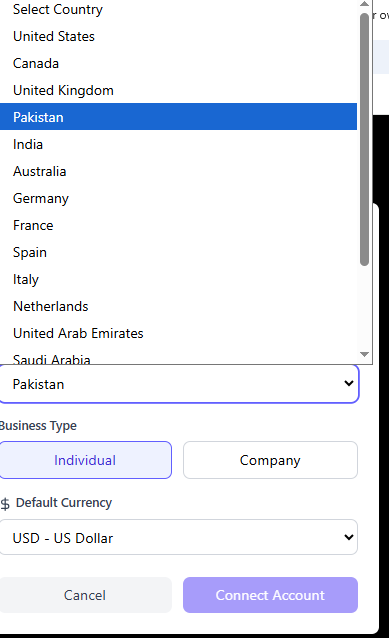 Select Country
United States
Canada
United Kingdom
Pakistan
India
Australia
Germany
France
Spain
Italy
Netherlands
United Arab Emirates
Saudi Arabia
Pakistan
Business Type
Individual Company
$ Default Currency
USD - US Dollar
Cancel Connect Account